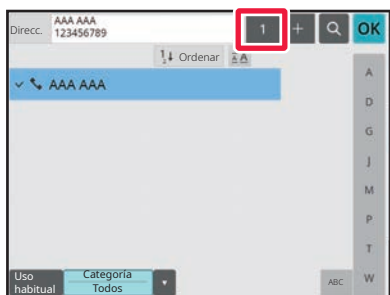 Direcc.
AAA AAA
123456789
1
+
OK
Ordenar
AAA AAA
A
D
G
J
M
P
T
W
Uso
habitual
Categoría
Todos
ABC